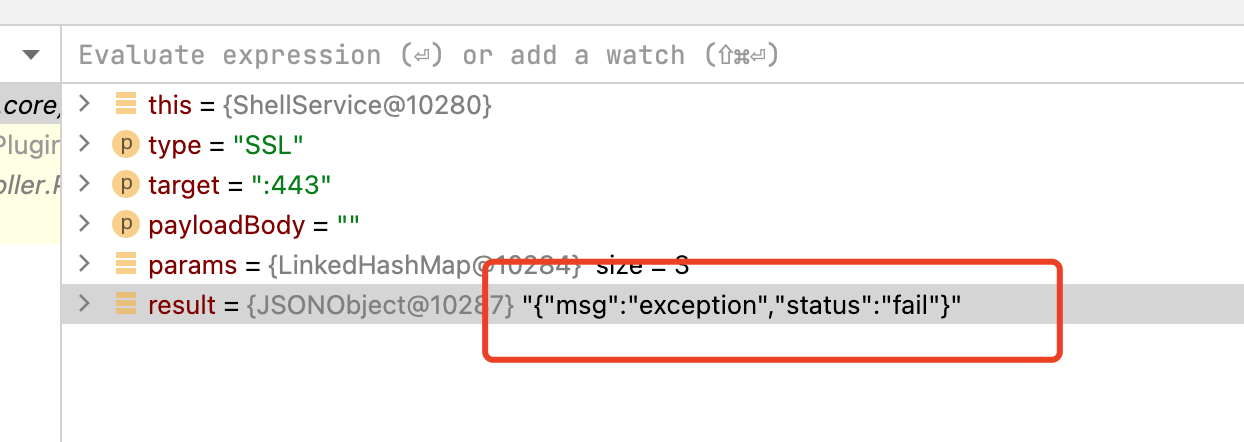 Evaluate expression (⏎) or add a watch (⇧⌘⏎)
.core,
this = {ShellService@10280}
Plugin
p type = "SSL"
oller.F
p target = ":443"
p payloadBody = ""
params = {LinkedHashMap@10284} size = 3
result = {JSONObject@10287} "{"msg":"exception","status":"fail"}"